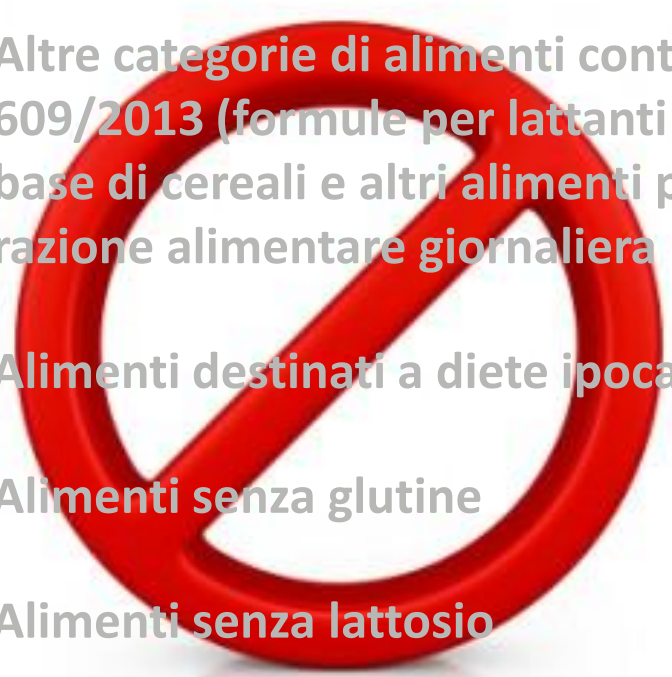 Altre categorie di alimenti cont
609/2013 (formule per lattanti
base di cereali e altri alimenti p
razione alimentare giornaliera
Alimenti destinati a diete ipoca
Alimenti senza glutine
Alimenti senza lattosio